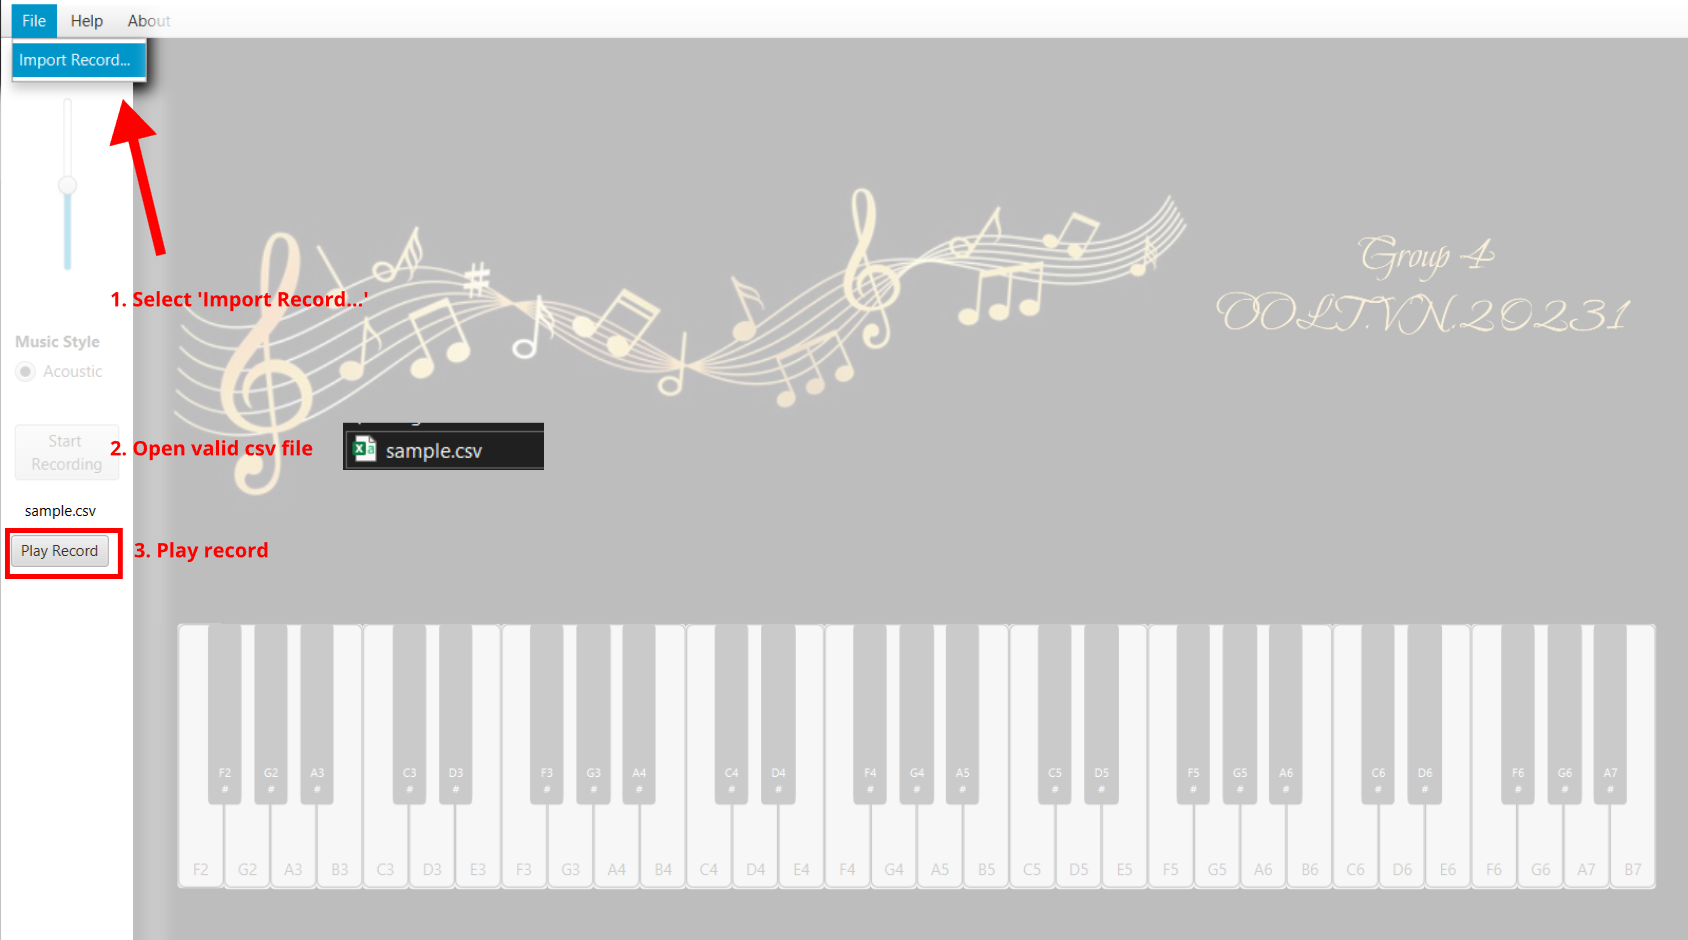 File Help About
Import Record...
Group 4
OOLT.VN.20231
1. Select 'Import Record...'
Music Style
Acoustic
Start
Recording
2. Open valid csv file
sample.csv
sample.csv
Play Record
3. Play record
F2 G2 A3 C3 D3 F3 G3 A4 C4 D4 F4 G4 A5 C5 D5 F5 G5 A6 C6 D6 F6 G6 A7
# # # # # # # # # # # # # # # # # # # # # # #
F2 G2 A3 B3 C3 D3 E3 F3 G3 A4 B4 C4 D4 E4 F4 G4 A5 B5 C5 D5 E5 F5 G5 A6 B6 C6 D6 E6 F6 G6 A7 B7